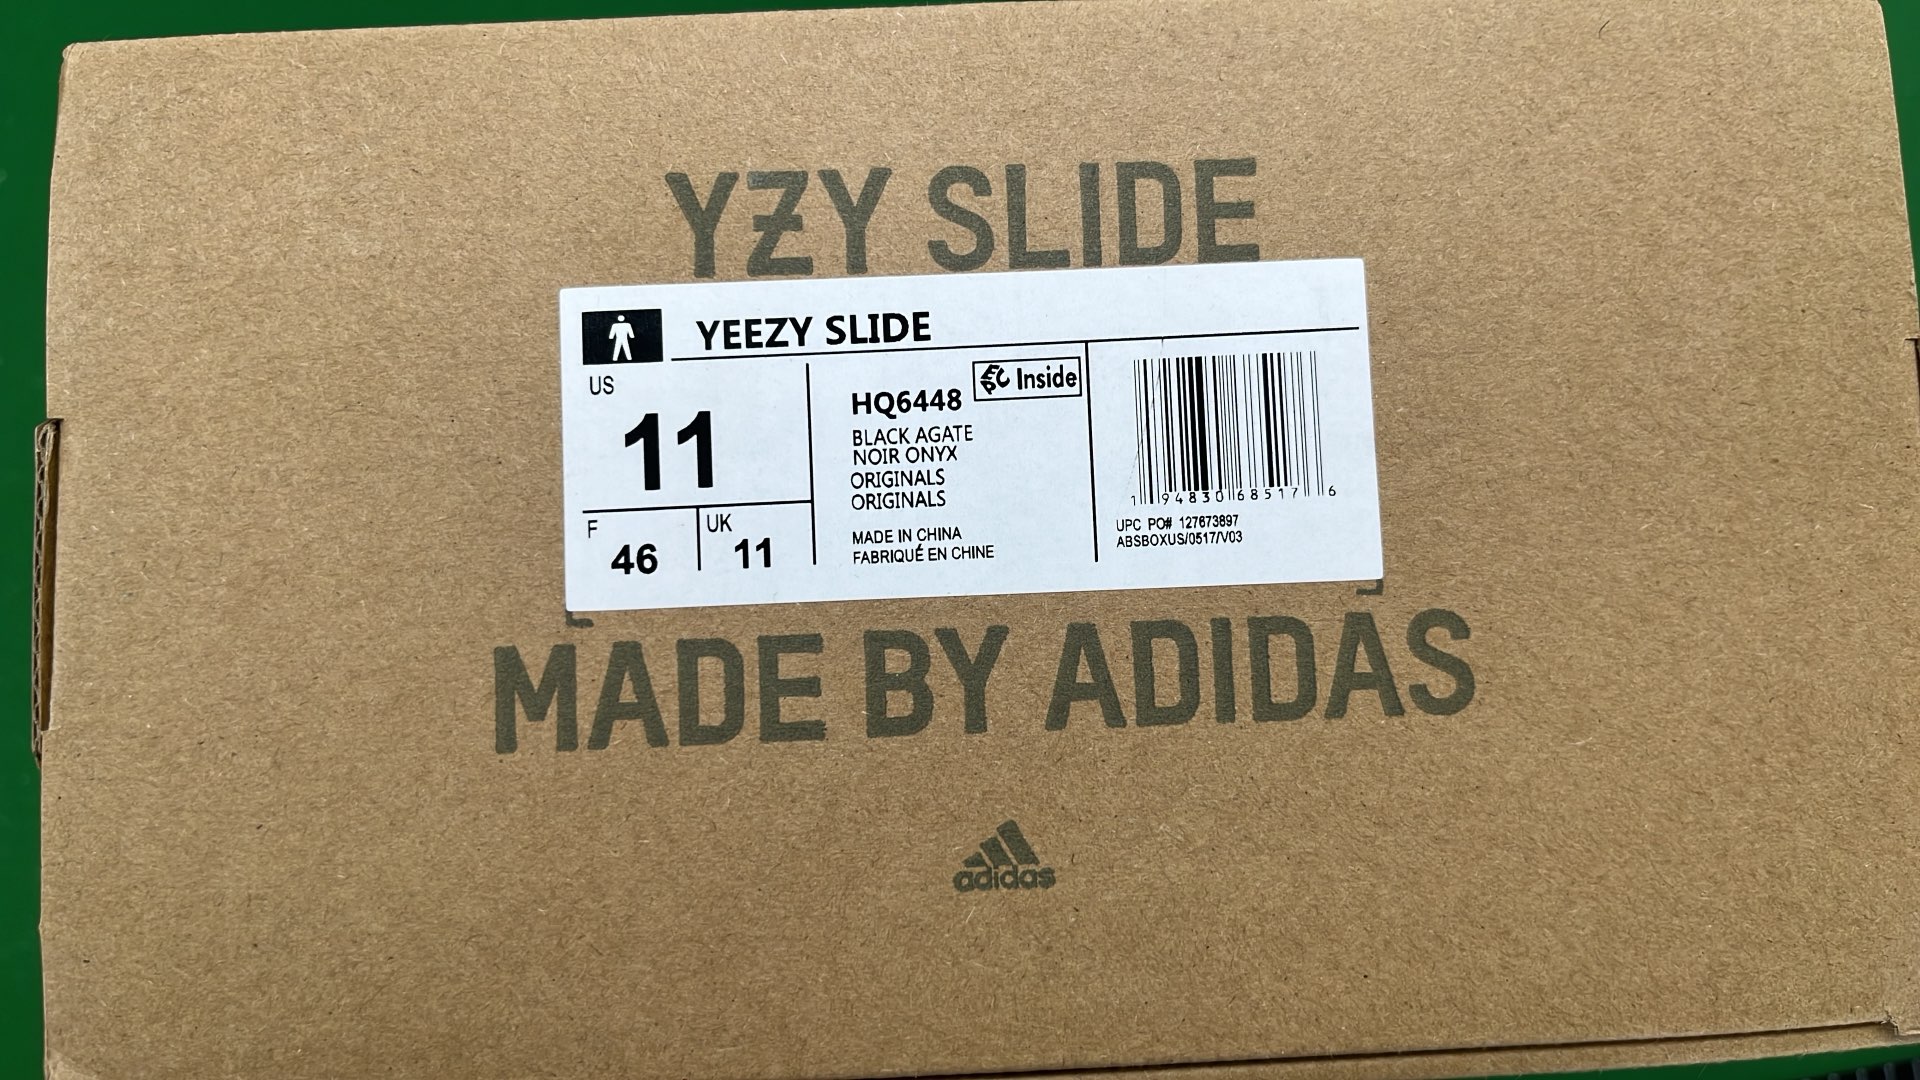 YZY SLIDE
YEEZY SLIDE
US
11
F
46
UK
11
HQ6448
EPC Inside
BLACK AGATE
NOIR ONYX
ORIGINALS
ORIGINALS
MADE IN CHINA
FABRIQUÉ EN CHINE
1 94830 68517 6
UPC PO# 127673897
ABSBOXUS/0517/V03
MADE BY ADIDAS
adidas